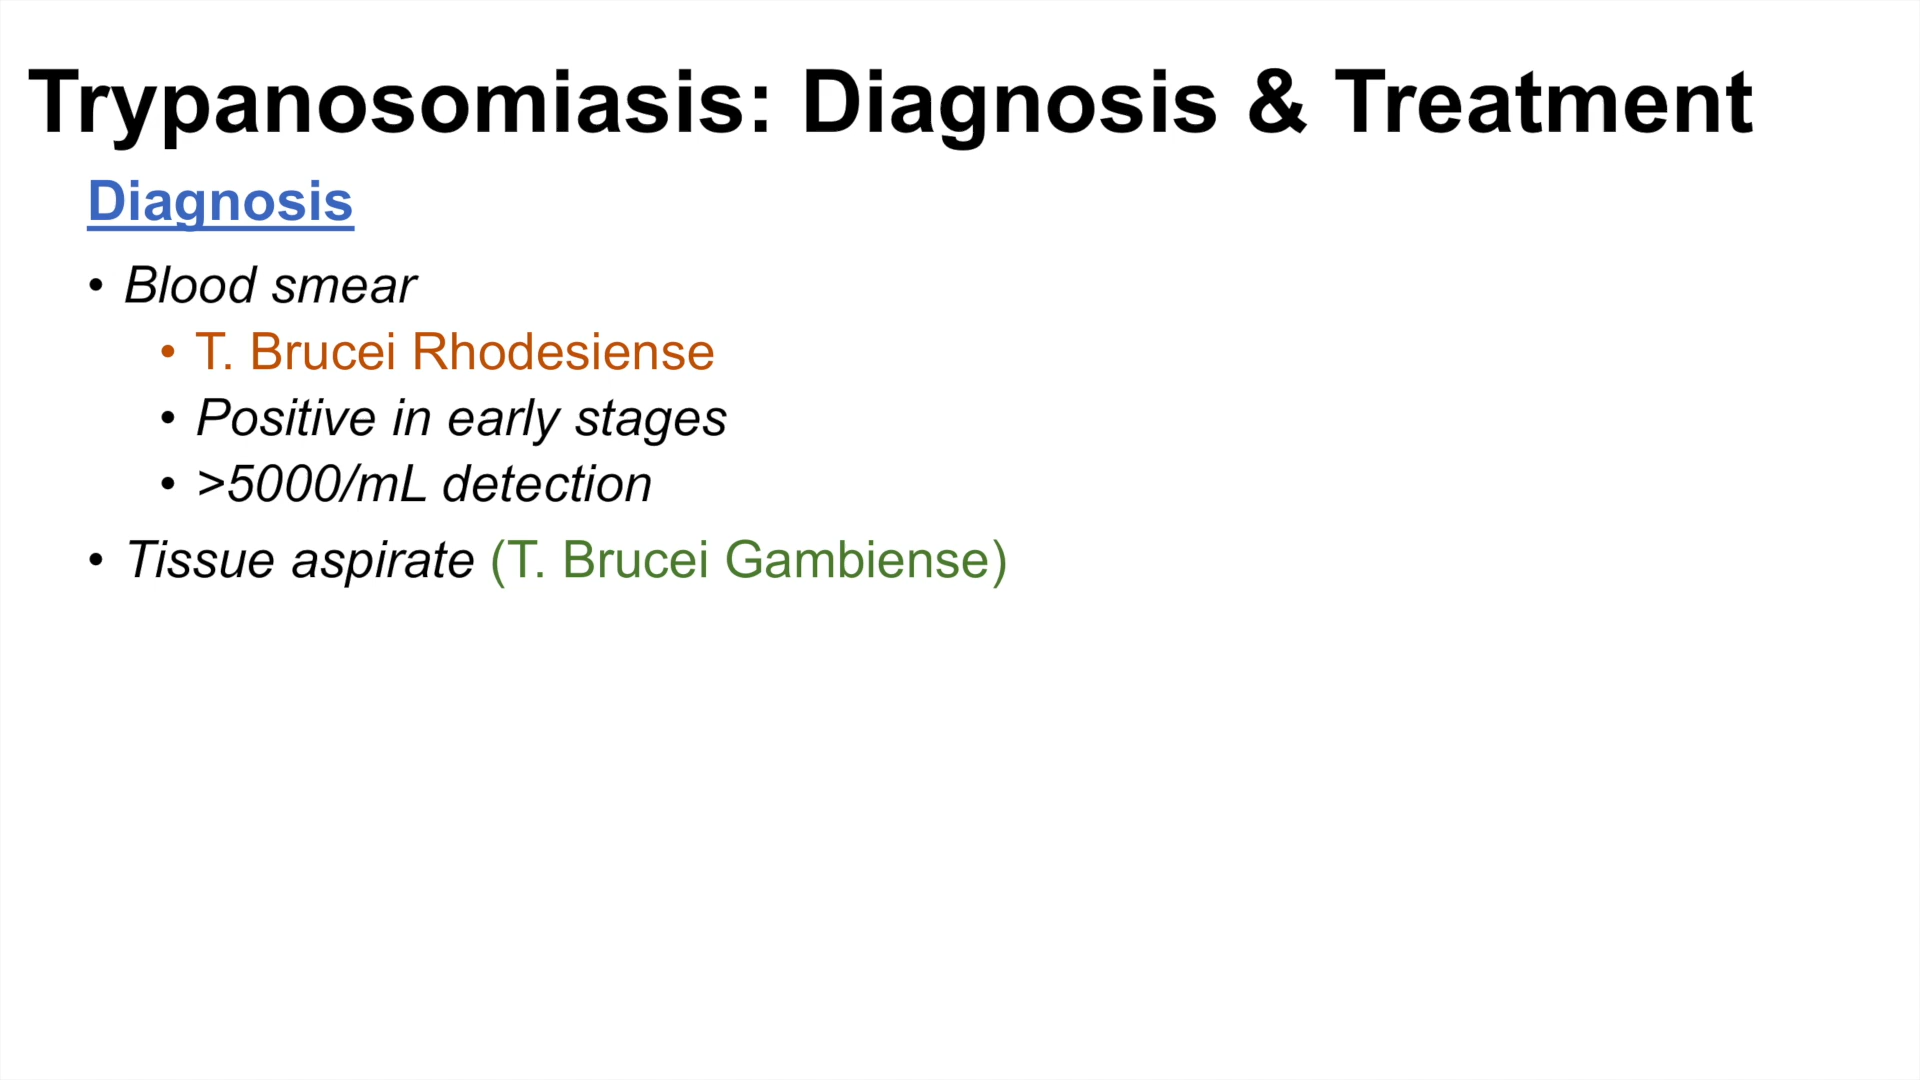 Trypanosomiasis: Diagnosis & Treatment
Diagnosis
• Blood smear
• T. Brucei Rhodesiense
• Positive in early stages
• >5000/mL detection
• Tissue aspirate (T. Brucei Gambiense)